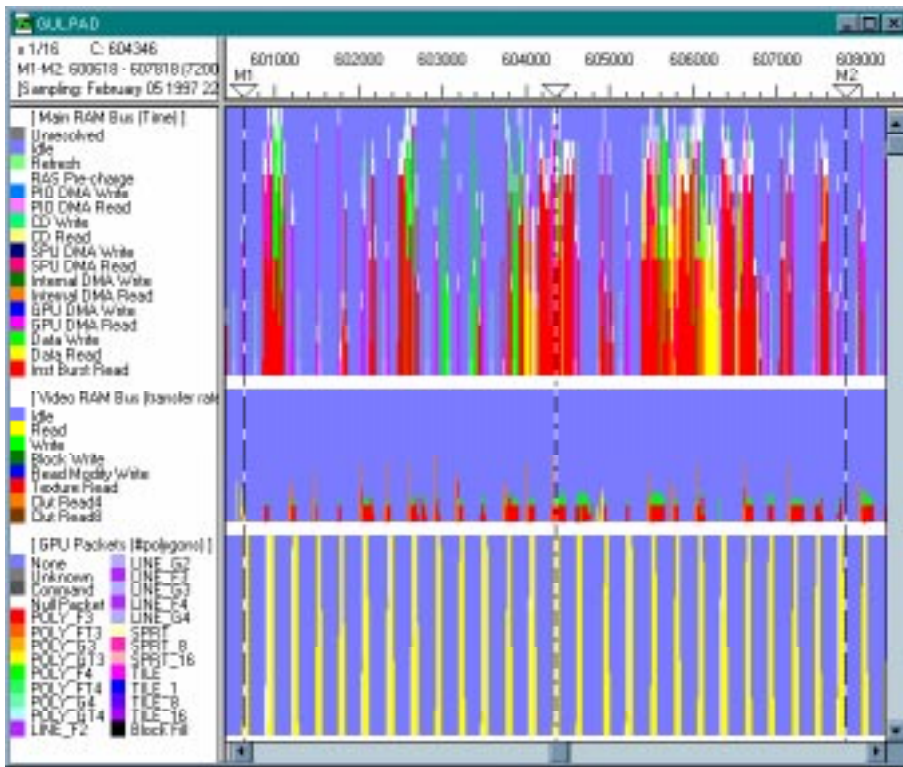 GULPAD
x 1/16 C: 604346
M1-M2: 600618 - 607818 (7200
[Sampling: February 05 1997 22
601000 602000 603000 604000 605000 606000 607000 608000
M1 M2
[ Main RAM Bus (Time) ]
Unresolved
Idle
Refresh
RAS Pre-charge
PIO DMA Write
PIO DMA Read
CD Write
CD Read
SPU DMA Write
SPU DMA Read
Internal DMA Write
Internal DMA Read
GPU DMA Write
GPU DMA Read
Data Write
Data Read
Inst Burst Read
[ Video RAM Bus (transfer rate
Idle
Read
Write
Block Write
Read Modify Write
Texture Read
Clut Read4
Clut Read8
[ GPU Packets (#polygons) ]
None LINE_G2
Unknown LINE_F3
Command LINE_G3
Null Packet LINE_F4
POLY_F3 LINE_G4
POLY_FT3 SPRT
POLY_G3 SPRT_8
POLY_GT3 SPRT_16
POLY_F4 TILE
POLY_FT4 TILE_1
POLY_G4 TILE_8
POLY_GT4 TILE_16
LINE_F2 Block Fill